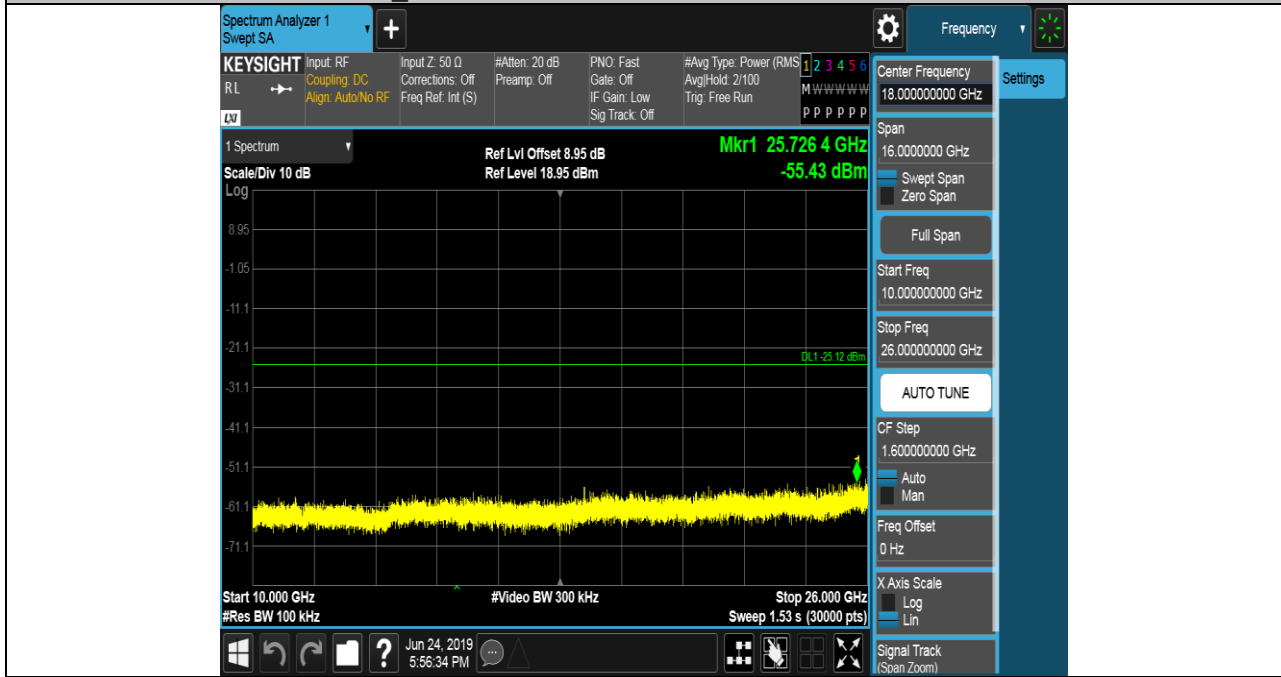 Spectrum Analyzer 1
Swept SA
Frequency
KEYSIGHT
RL
LXI
Input: RF
Coupling: DC
Align: Auto/No RF
Input Z: 50 Ω
Corrections: Off
Freq Ref: Int (S)
#Atten: 20 dB
Preamp: Off
PNO: Fast
Gate: Off
IF Gain: Low
Sig Track: Off
#Avg Type: Power (RMS
Avg|Hold: 2/100
Trig: Free Run
1 2 3 4 5 6
M W W W W W
P P P P P P
1 Spectrum
Scale/Div 10 dB
Ref Lvl Offset 8.95 dB
Ref Level 18.95 dBm
Mkr1 25.726 4 GHz
-55.43 dBm
Log
8.95
-1.05
-11.1
-21.1
DL1 -25.12 dBm
-31.1
-41.1
-51.1
1
-61.1
-71.1
Start 10.000 GHz
#Video BW 300 kHz
Stop 26.000 GHz
#Res BW 100 kHz
Sweep 1.53 s (30000 pts)
?
Jun 24, 2019
5:56:34 PM
Center Frequency
18.000000000 GHz
Settings
Span
16.0000000 GHz
Swept Span
Zero Span
Full Span
Start Freq
10.000000000 GHz
Stop Freq
26.000000000 GHz
AUTO TUNE
CF Step
1.600000000 GHz
Auto
Man
Freq Offset
0 Hz
X Axis Scale
Log
Lin
Signal Track
(Span Zoom)